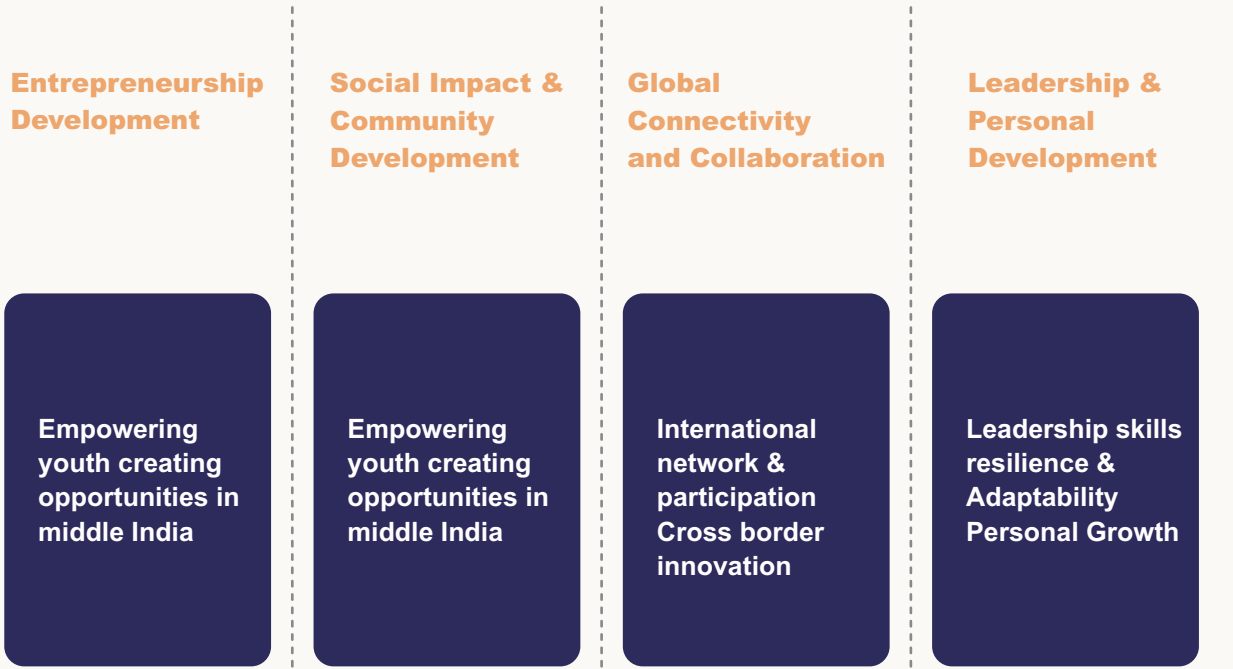 Entrepreneurship
Development
Social Impact &
Community
Development
Global
Connectivity
and Collaboration
Leadership &
Personal
Development
Empowering
youth creating
opportunities in
middle India
Empowering
youth creating
opportunities in
middle India
International
network &
participation
Cross border
innovation
Leadership skills
resilience &
Adaptability
Personal Growth